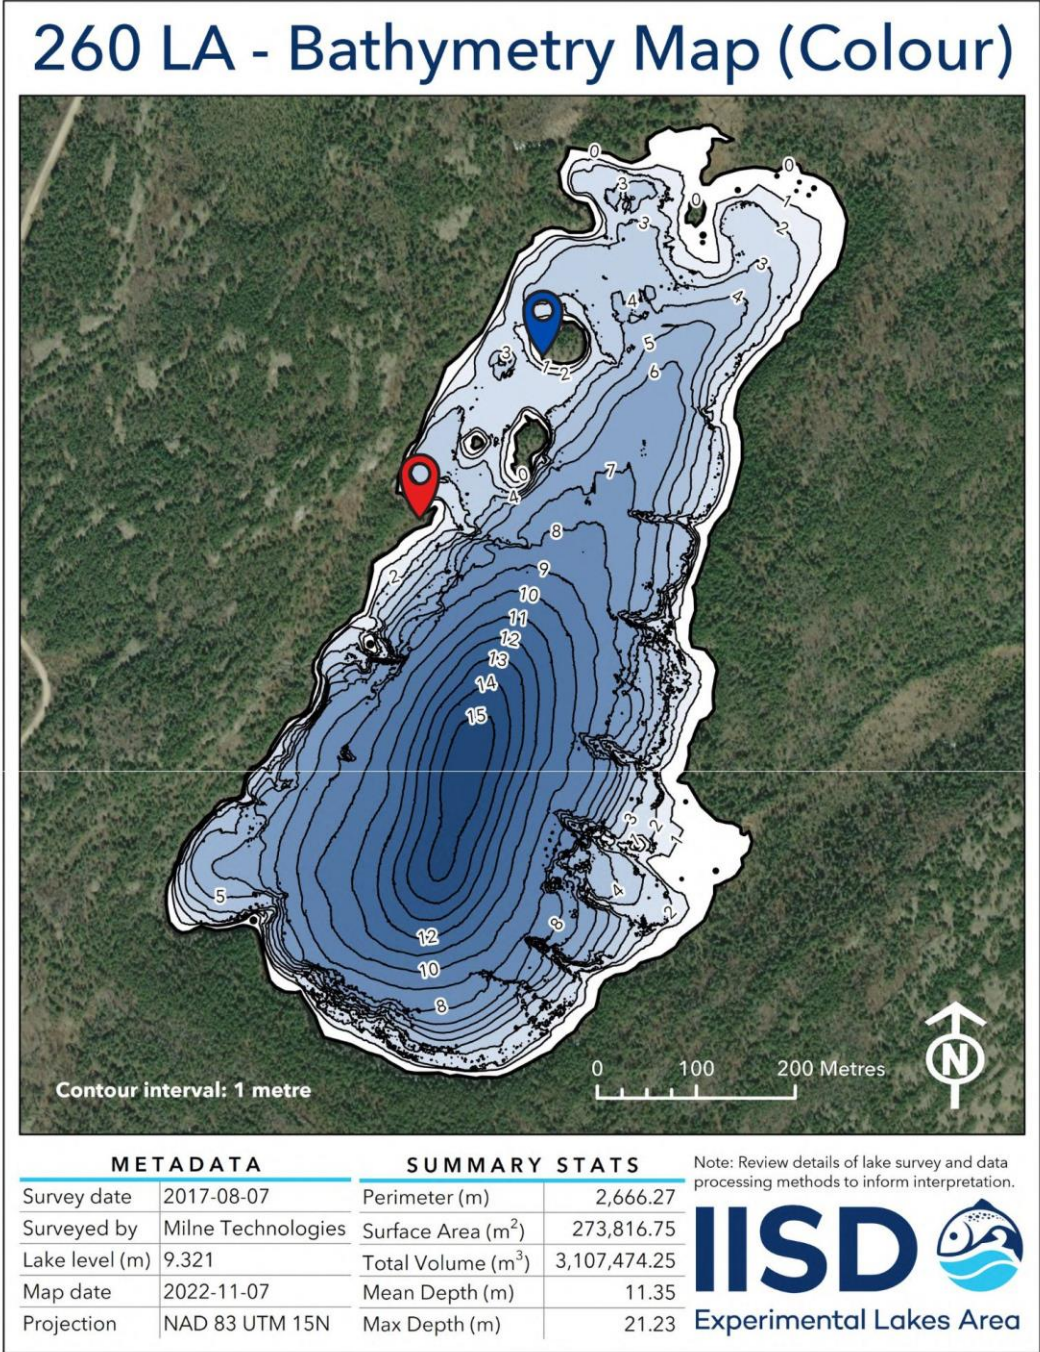 260 LA - Bathymetry Map (Colour)
0
0
3
0
1
2
3
3
4
4
5
6
3
1
2
7
0
4
8
2
9
10
11
12
13
14
15
3
2
1
4
2
5
8
12
10
8
0 100 200 Metres
N
Contour interval: 1 metre
METADATA
Survey date 2017-08-07
Surveyed by Milne Technologies
Lake level (m) 9.321
Map date 2022-11-07
Projection NAD 83 UTM 15N
SUMMARY STATS
Perimeter (m) 2,666.27
Surface Area (m²) 273,816.75
Total Volume (m³) 3,107,474.25
Mean Depth (m) 11.35
Max Depth (m) 21.23
Note: Review details of lake survey and data
processing methods to inform interpretation.
IISD
Experimental Lakes Area